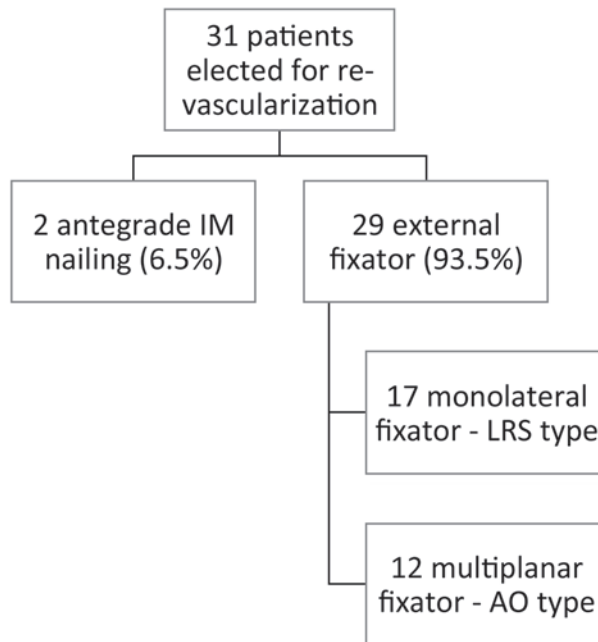 31 patients
elected for re-
vascularization
2 antegrade IM
nailing (6.5%)
29 external
fixator (93.5%)
17 monolateral
fixator - LRS type
12 multiplanar
fixator - AO type